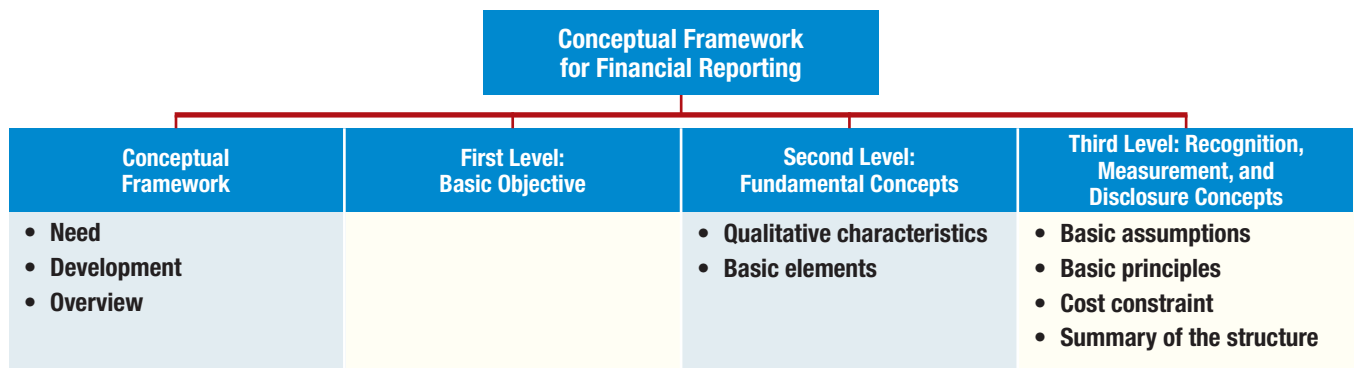 Conceptual Framework
for Financial Reporting
Conceptual
Framework
First Level:
Basic Objective
Second Level:
Fundamental Concepts
Third Level: Recognition,
Measurement, and
Disclosure Concepts
• Need
• Development
• Overview
• Qualitative characteristics
• Basic elements
• Basic assumptions
• Basic principles
• Cost constraint
• Summary of the structure